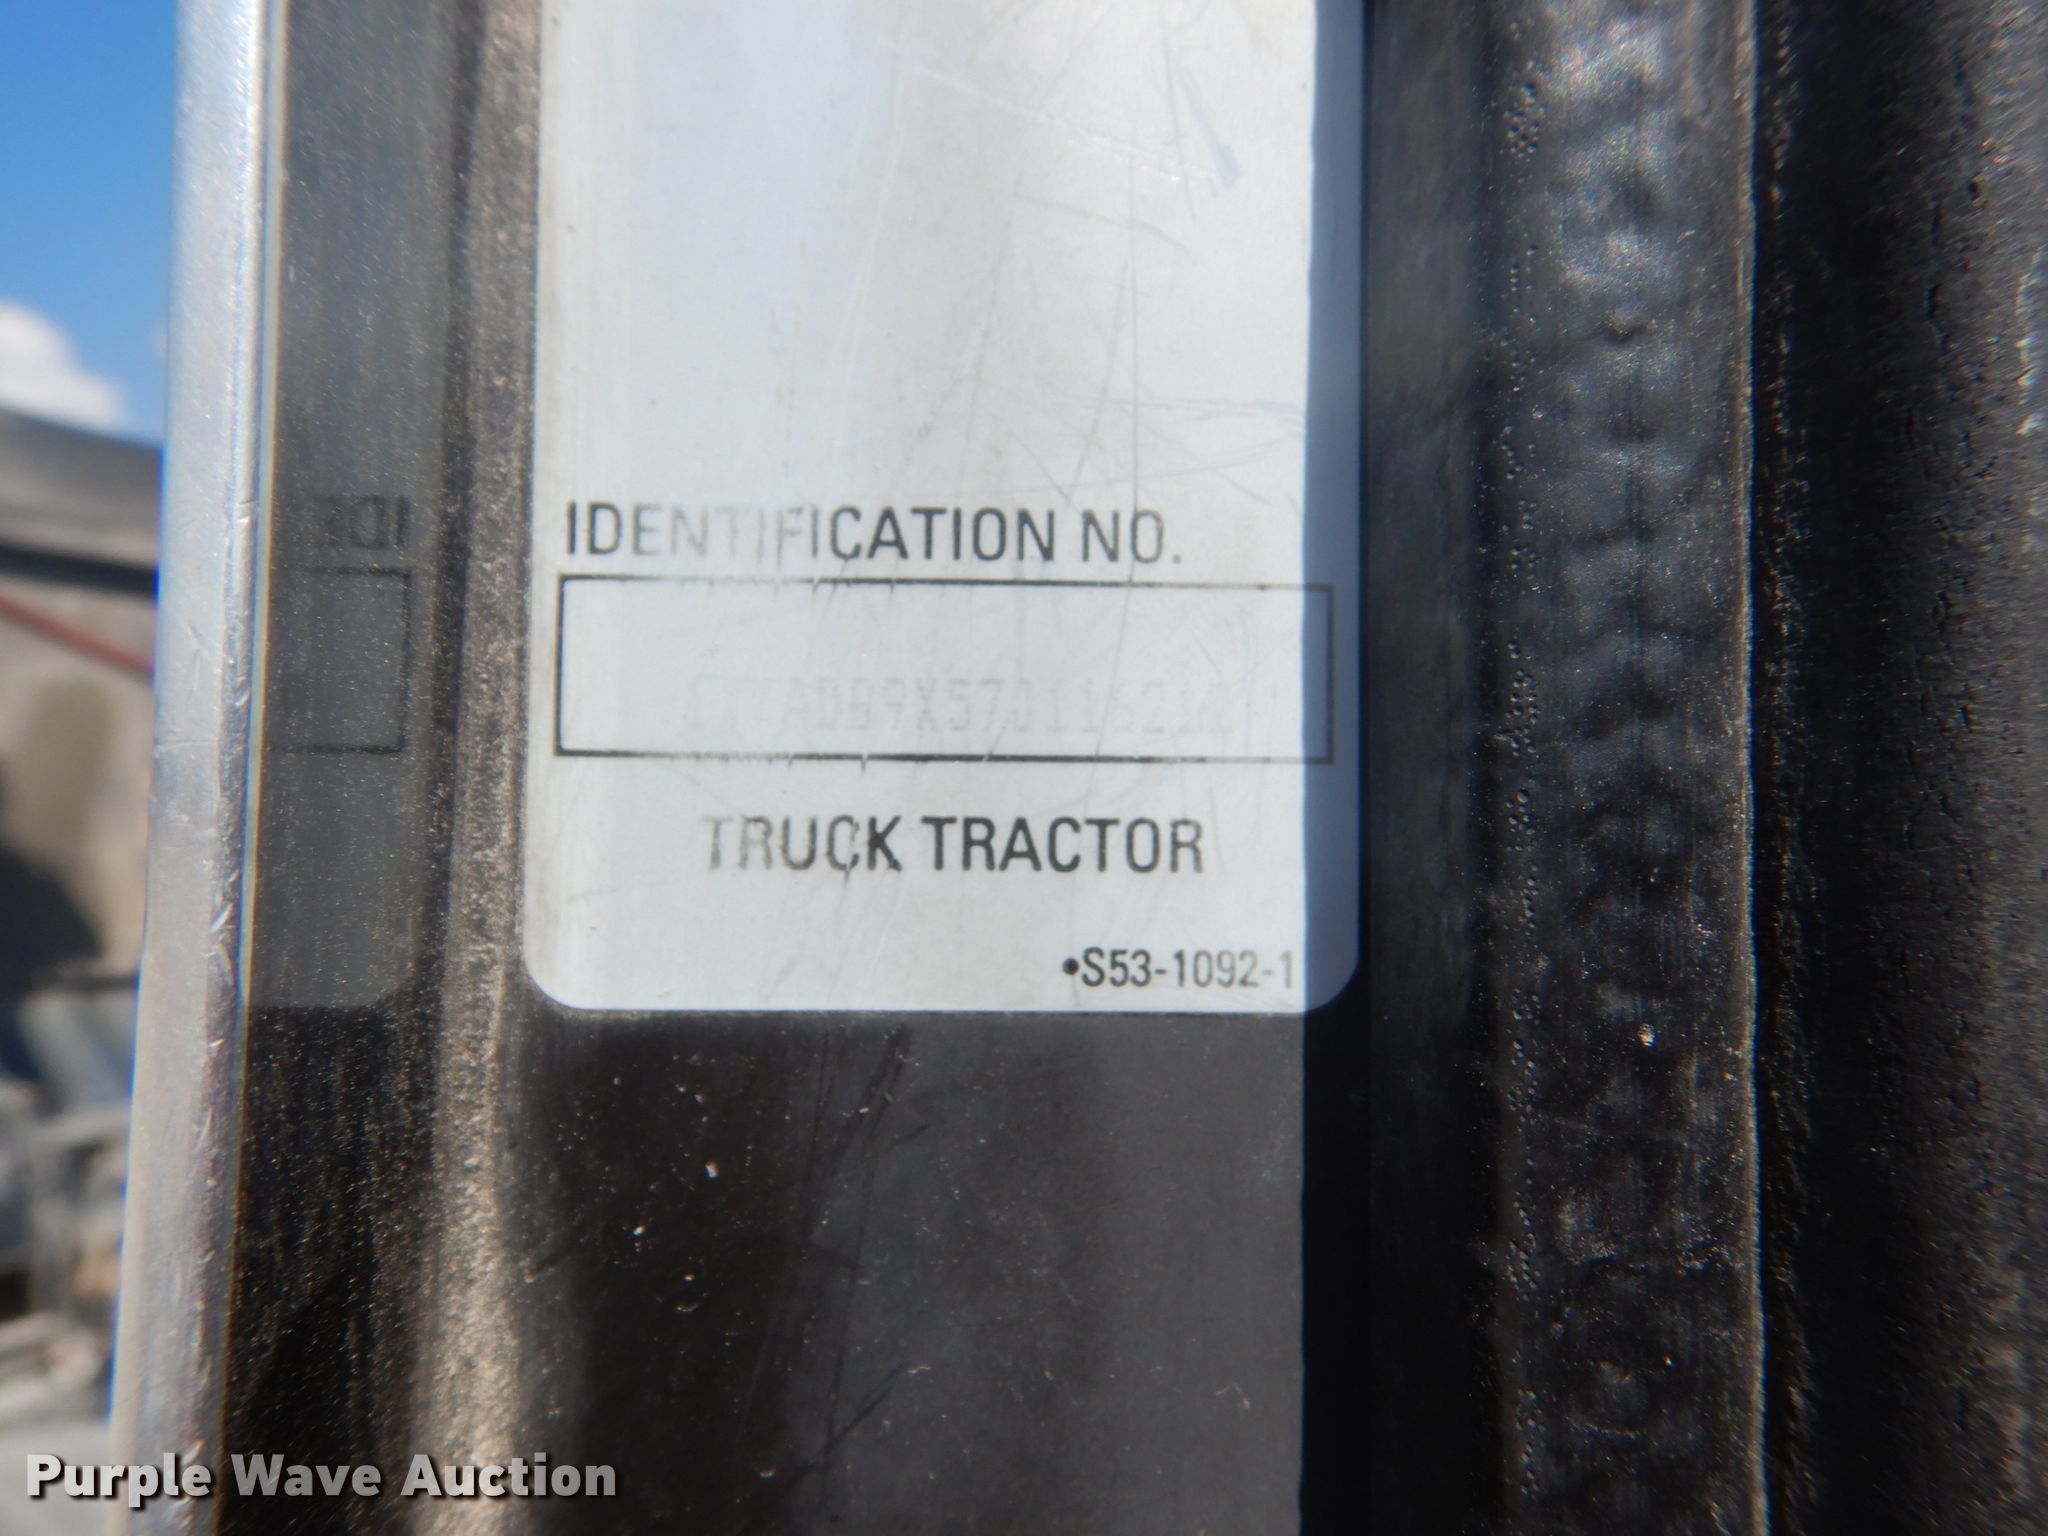 IDENTIFICATION NO.
TRUCK TRACTOR
•S53-1092-1
Purple Wave Auction